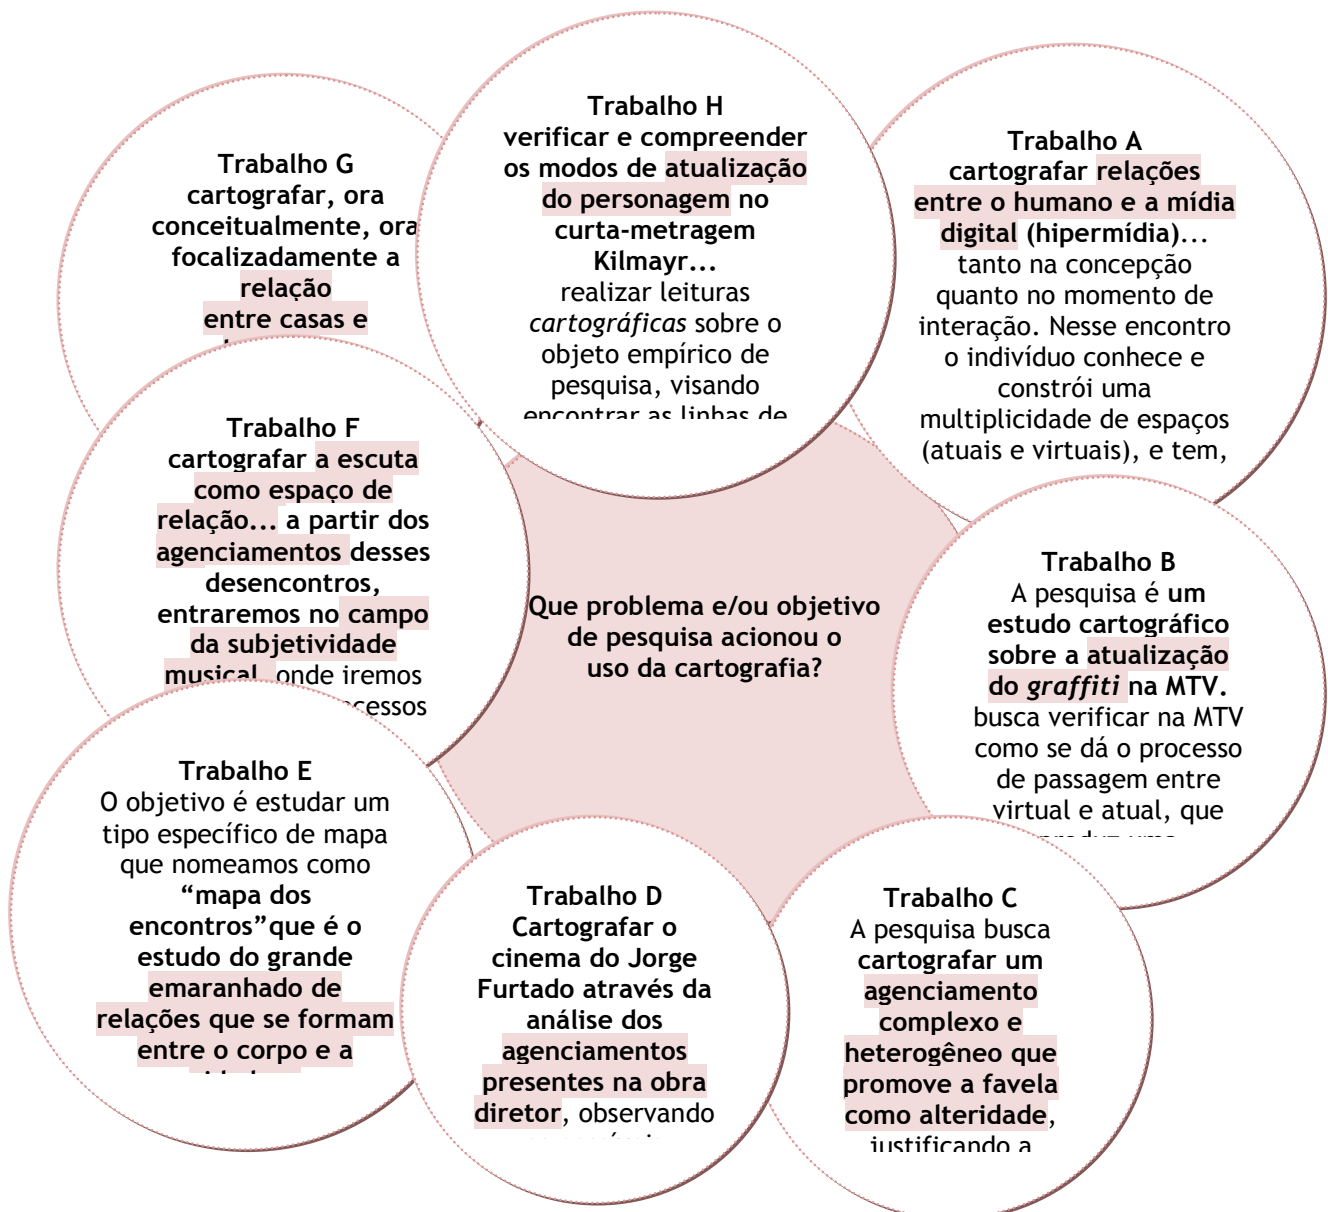 Trabalho H
verificar e compreender
os modos de atualização
do personagem no
curta-metragem
Kilmayr...
realizar leituras
cartográficas sobre o
objeto empírico de
pesquisa, visando
encontrar as linhas de
Trabalho A
cartografar relações
entre o humano e a mídia
digital (hipermídia)...
tanto na concepção
quanto no momento de
interação. Nesse encontro
o indivíduo conhece e
constrói uma
multiplicidade de espaços
(atuais e virtuais), e tem,
Trabalho G
cartografar, ora
conceitualmente, ora
focalizadamente a
relação
entre casas e
Trabalho F
cartografar a escuta
como espaço de
relação... a partir dos
agenciamentos desses
desencontros,
entraremos no campo
da subjetividade
musical, onde iremos
Que problema e/ou objetivo
de pesquisa acionou o
uso da cartografia?
Trabalho B
A pesquisa é um
estudo cartográfico
sobre a atualização
do graffiti na MTV.
busca verificar na MTV
como se dá o processo
de passagem entre
virtual e atual, que
Trabalho E
O objetivo é estudar um
tipo específico de mapa
que nomeamos como
“mapa dos
encontros”que é o
estudo do grande
emaranhado de
relações que se formam
entre o corpo e a
Trabalho D
Cartografar o
cinema do Jorge
Furtado através da
análise dos
agenciamentos
presentes na obra
diretor, observando
Trabalho C
A pesquisa busca
cartografar um
agenciamento
complexo e
heterogêneo que
promove a favela
como alteridade,
justificando a